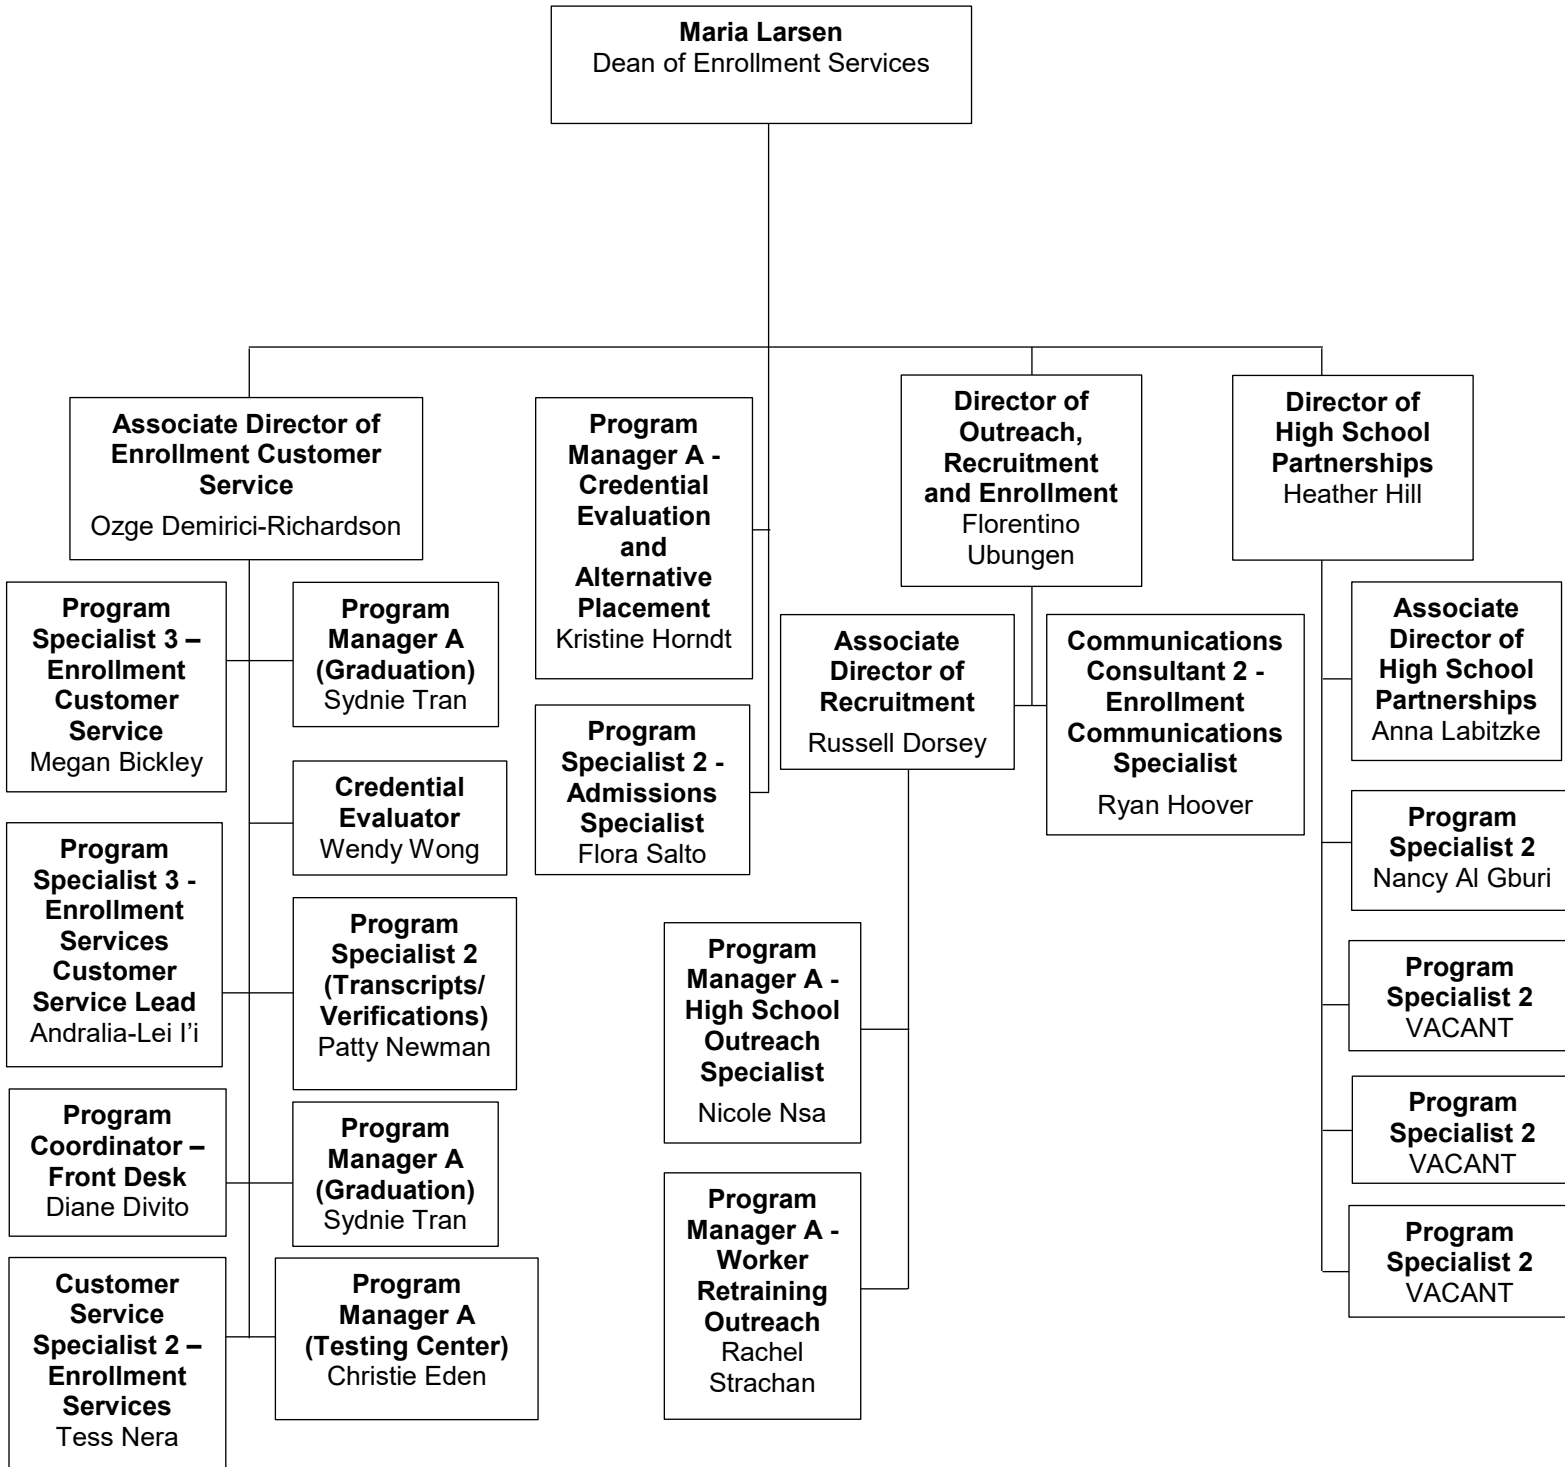 Maria Larsen
Dean of Enrollment Services
Associate Director of
Enrollment Customer
Service
Ozge Demirici-Richardson
Program
Specialist 3 –
Enrollment
Customer
Service
Megan Bickley
Program
Manager A
(Graduation)
Sydnie Tran
Credential
Evaluator
Wendy Wong
Program
Specialist 3 -
Enrollment
Services
Customer
Service Lead
Andralia-Lei I’i
Program
Specialist 2
(Transcripts/
Verifications)
Patty Newman
Program
Coordinator –
Front Desk
Diane Divito
Program
Manager A
(Graduation)
Sydnie Tran
Customer
Service
Specialist 2 –
Enrollment
Services
Tess Nera
Program
Manager A
(Testing Center)
Christie Eden
Program
Manager A -
Credential
Evaluation
and
Alternative
Placement
Kristine Horndt
Program
Specialist 2 -
Admissions
Specialist
Flora Salto
Director of
Outreach,
Recruitment
and Enrollment
Florentino
Ubungen
Associate
Director of
Recruitment
Russell Dorsey
Communications
Consultant 2 -
Enrollment
Communications
Specialist
Ryan Hoover
Program
Manager A -
High School
Outreach
Specialist
Nicole Nsa
Program
Manager A -
Worker
Retraining
Outreach
Rachel
Strachan
Director of
High School
Partnerships
Heather Hill
Associate
Director of
High School
Partnerships
Anna Labitzke
Program
Specialist 2
Nancy Al Gburi
Program
Specialist 2
VACANT
Program
Specialist 2
VACANT
Program
Specialist 2
VACANT